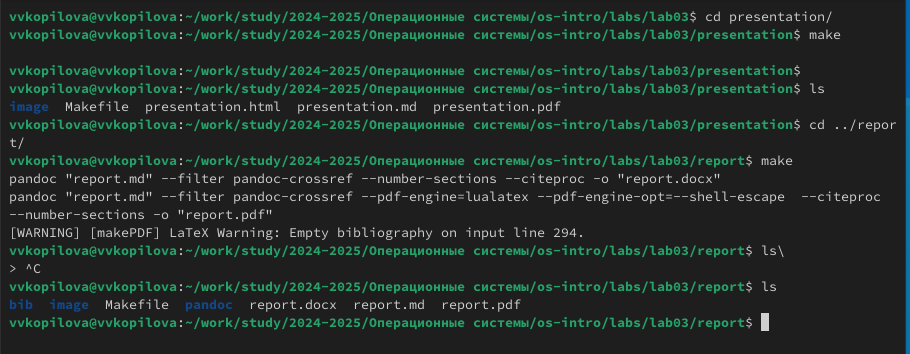 vvkopilova@vvkopilova:~/work/study/2024-2025/Операционные системы/os-intro/labs/lab03$ cd presentation/
vvkopilova@vvkopilova:~/work/study/2024-2025/Операционные системы/os-intro/labs/lab03/presentation$ make
vvkopilova@vvkopilova:~/work/study/2024-2025/Операционные системы/os-intro/labs/lab03/presentation$
vvkopilova@vvkopilova:~/work/study/2024-2025/Операционные системы/os-intro/labs/lab03/presentation$ ls
image  Makefile  presentation.html  presentation.md  presentation.pdf
vvkopilova@vvkopilova:~/work/study/2024-2025/Операционные системы/os-intro/labs/lab03/presentation$ cd ../repor
t/
vvkopilova@vvkopilova:~/work/study/2024-2025/Операционные системы/os-intro/labs/lab03/report$ make
pandoc "report.md" --filter pandoc-crossref --number-sections --citeproc -o "report.docx"
pandoc "report.md" --filter pandoc-crossref --pdf-engine=lualatex --pdf-engine-opt=--shell-escape  --citeproc
--number-sections -o "report.pdf"
[WARNING] [makePDF] LaTeX Warning: Empty bibliography on input line 294.
vvkopilova@vvkopilova:~/work/study/2024-2025/Операционные системы/os-intro/labs/lab03/report$ ls\
> ^C
vvkopilova@vvkopilova:~/work/study/2024-2025/Операционные системы/os-intro/labs/lab03/report$ ls
bib  image  Makefile  pandoc  report.docx  report.md  report.pdf
vvkopilova@vvkopilova:~/work/study/2024-2025/Операционные системы/os-intro/labs/lab03/report$